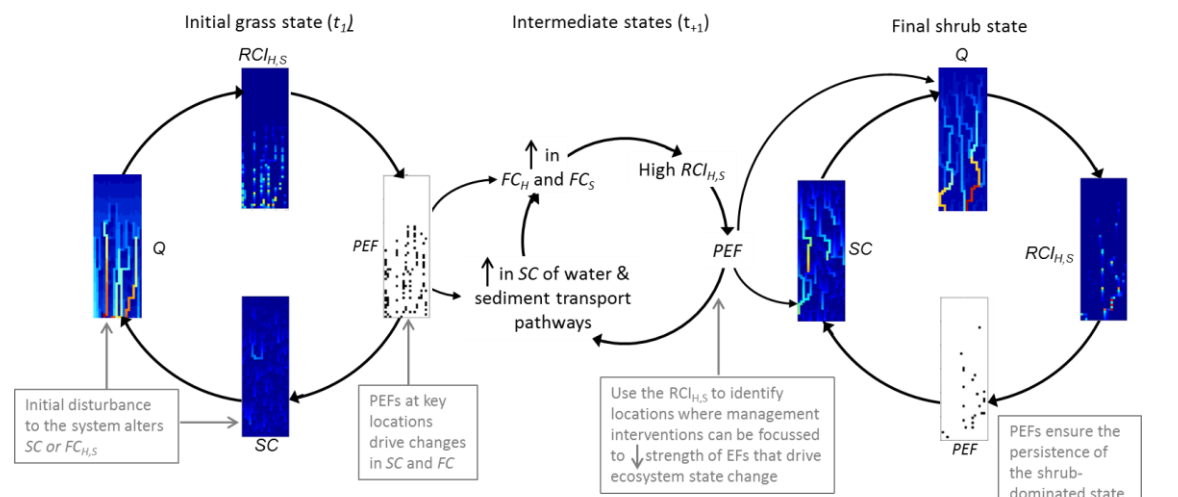 Initial grass state (t1)
RCIH,S
Q
PEF
SC
Initial disturbance
to the system alters
SC or FCH,S
PEFs at key
locations
drive changes
in SC and FC
Intermediate states (t+1)
↑ in
FCH and FCS
High RCIH,S
PEF
↑ in SC of water &
sediment transport
pathways
Use the RCIH,S to identify
locations where management
interventions can be focussed
to ↓ strength of EFs that drive
ecosystem state change
Final shrub state
Q
SC
RCIH,S
PEF
PEFs ensure the
persistence of
the shrub-
dominated state